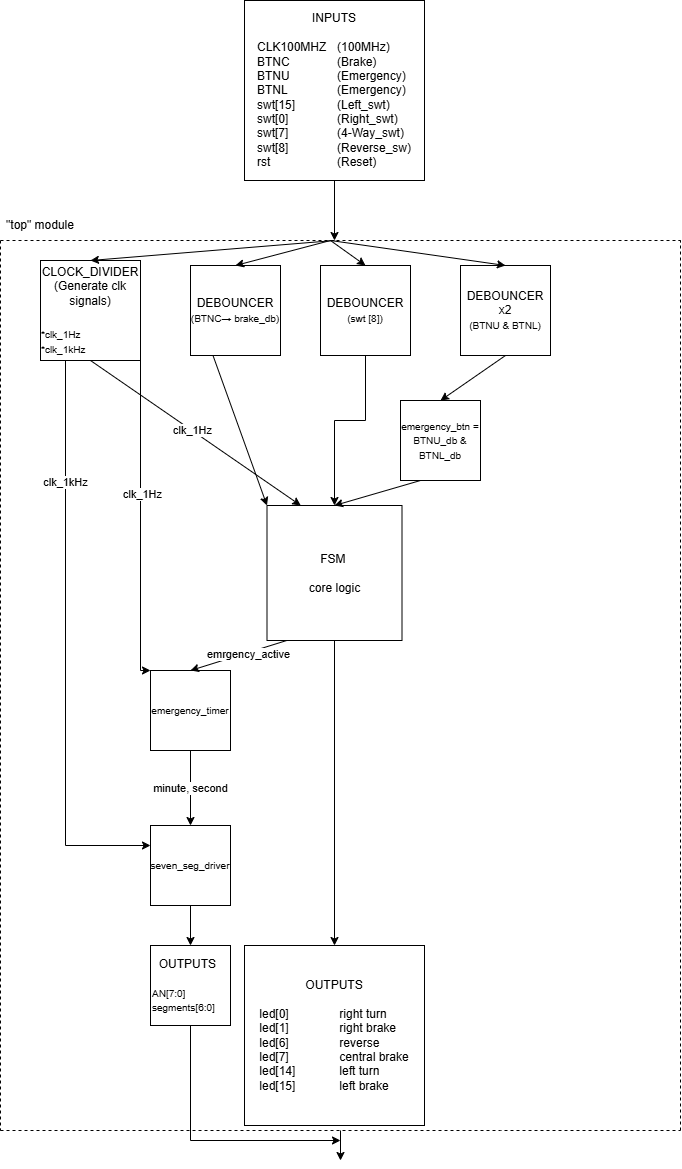 INPUTS
CLK100MHZ (100MHz)
BTNC (Brake)
BTNU (Emergency)
BTNL (Emergency)
swt[15] (Left_swt)
swt[0] (Right_swt)
swt[7] (4-Way_swt)
swt[8] (Reverse_sw)
rst (Reset)
"top" module
CLOCK_DIVIDER
(Generate clk
signals)
*clk_1Hz
*clk_1kHz
DEBOUNCER
(BTNC→ brake_db)
DEBOUNCER
(swt [8])
DEBOUNCER
x2
(BTNU & BTNL)
emergency_btn =
BTNU_db &
BTNL_db
clk_1Hz
clk_1kHz
clk_1Hz
FSM
core logic
emrgency_active
emergency_timer
minute, second
seven_seg_driver
OUTPUTS
AN[7:0]
segments[6:0]
OUTPUTS
led[0] right turn
led[1] right brake
led[6] reverse
led[7] central brake
led[14] left turn
led[15] left brake